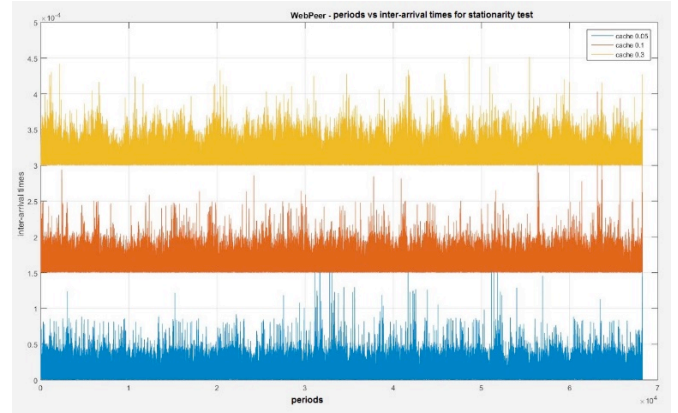 WebPeer - periods vs inter-arrival times for stationarity test
× 10⁻⁴
5
4.5
4
3.5
3
2.5
2
1.5
1
0.5
0
inter-arrival times
cache 0.05
cache 0.1
cache 0.3
0 1 2 3 4 5 6 7
periods
× 10⁴